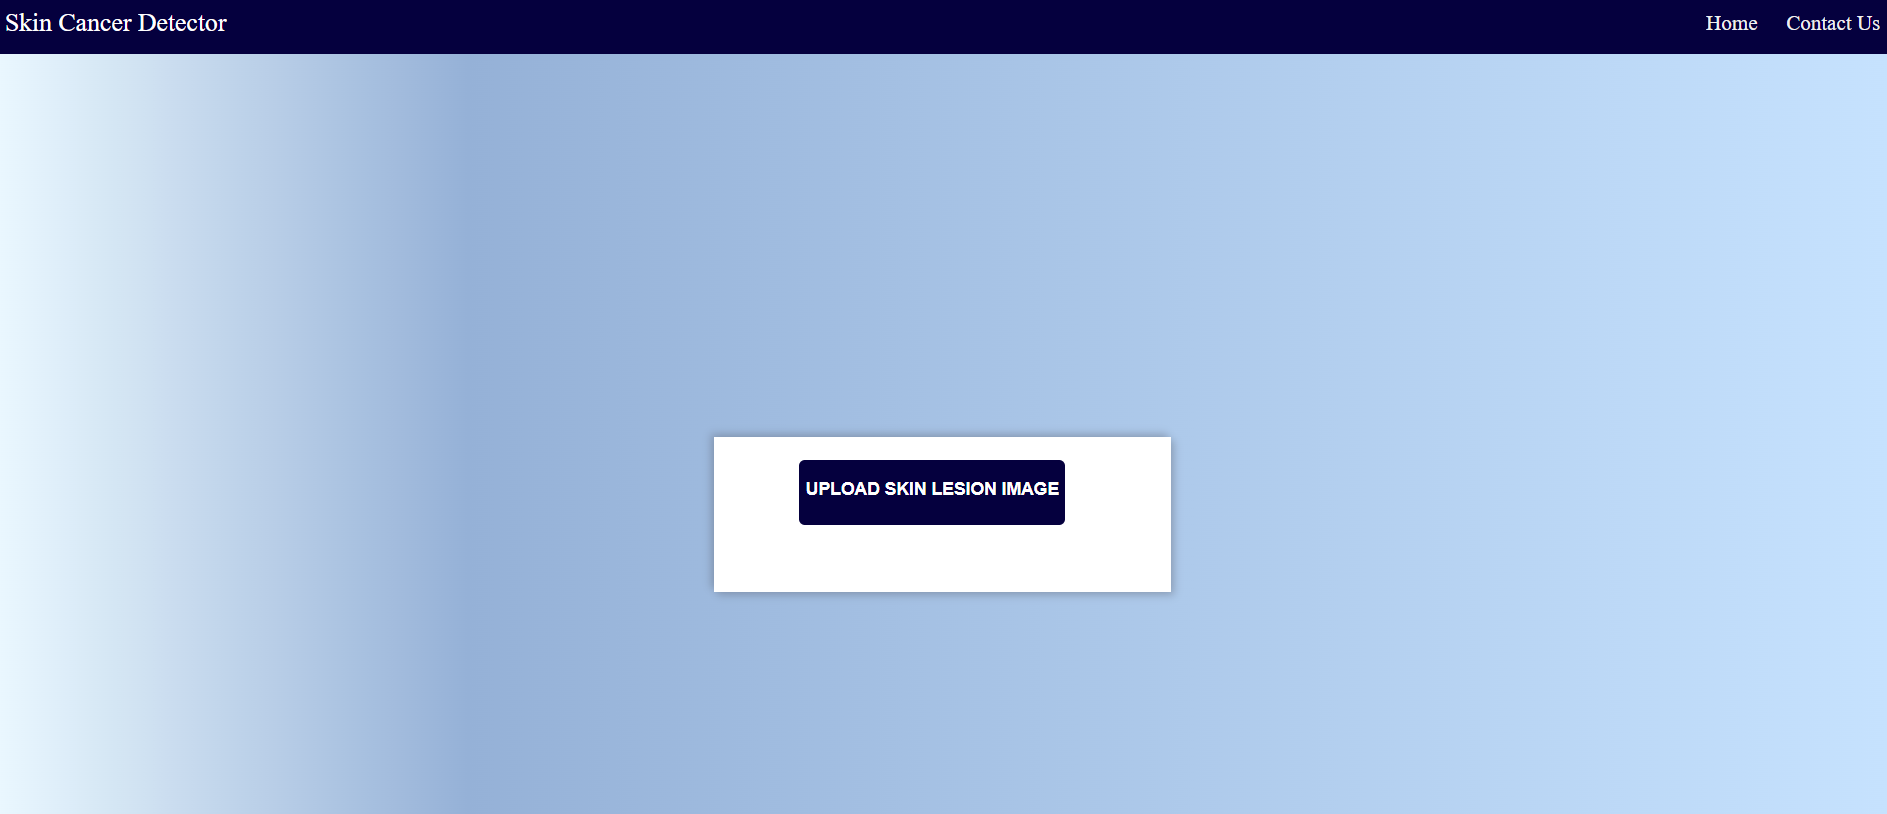 Skin Cancer Detector
Home
Contact Us
UPLOAD SKIN LESION IMAGE